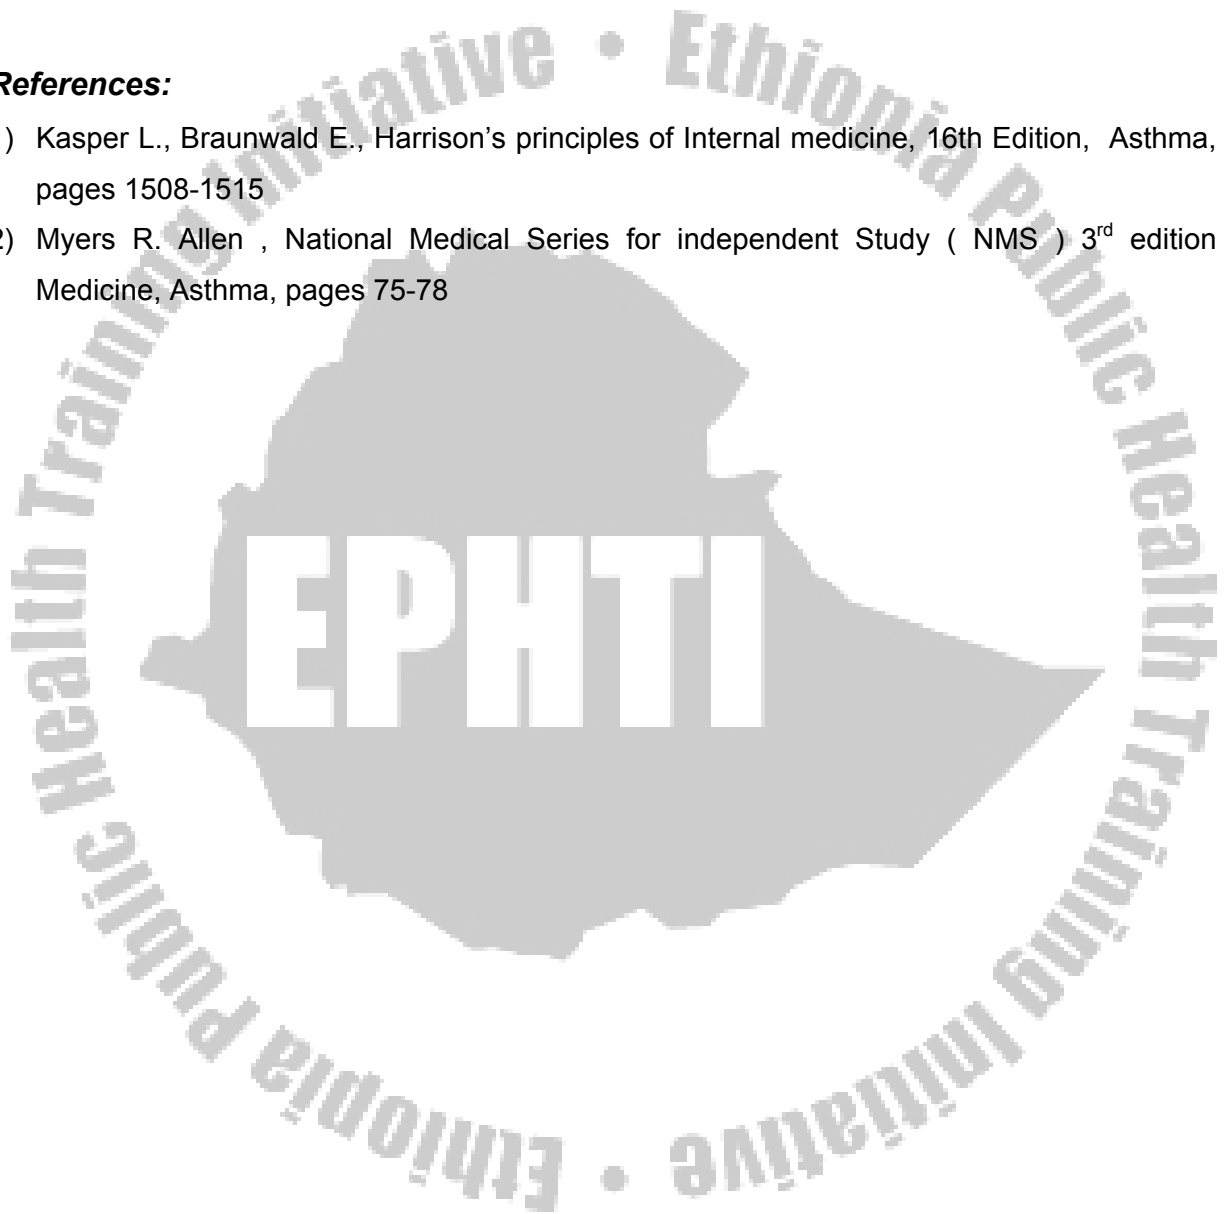 References:
) Kasper L., Braunwald E., Harrison's principles of Internal medicine, 16th Edition, Asthma,
pages 1508-1515
2) Myers R. Allen , National Medical Series for independent Study ( NMS ) 3rd edition
Medicine, Asthma, pages 75-78
Ethiopia Public Health Training Initiative • Ethiopia Public Health Training Initiative •
EPHTI